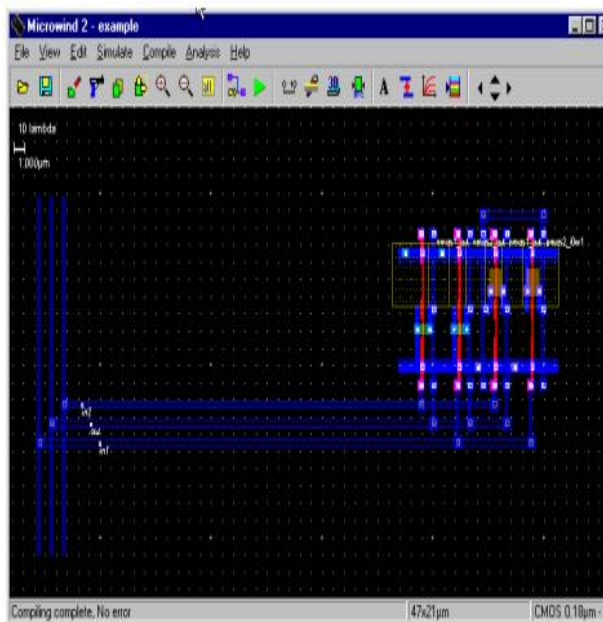 Microwind 2 - example
File View Edit Simulate Compile Analysis Help
10 lambda
1.000µm
in2
out
in1
Compiling complete, No error
47x21µm
CMOS 0.18µm -